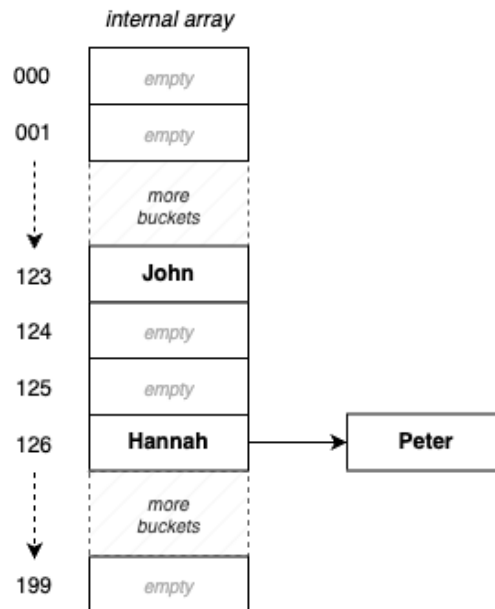 internal array
000 empty
001 empty
more
buckets
123 John
124 empty
125 empty
126 Hannah Peter
more
buckets
199 empty